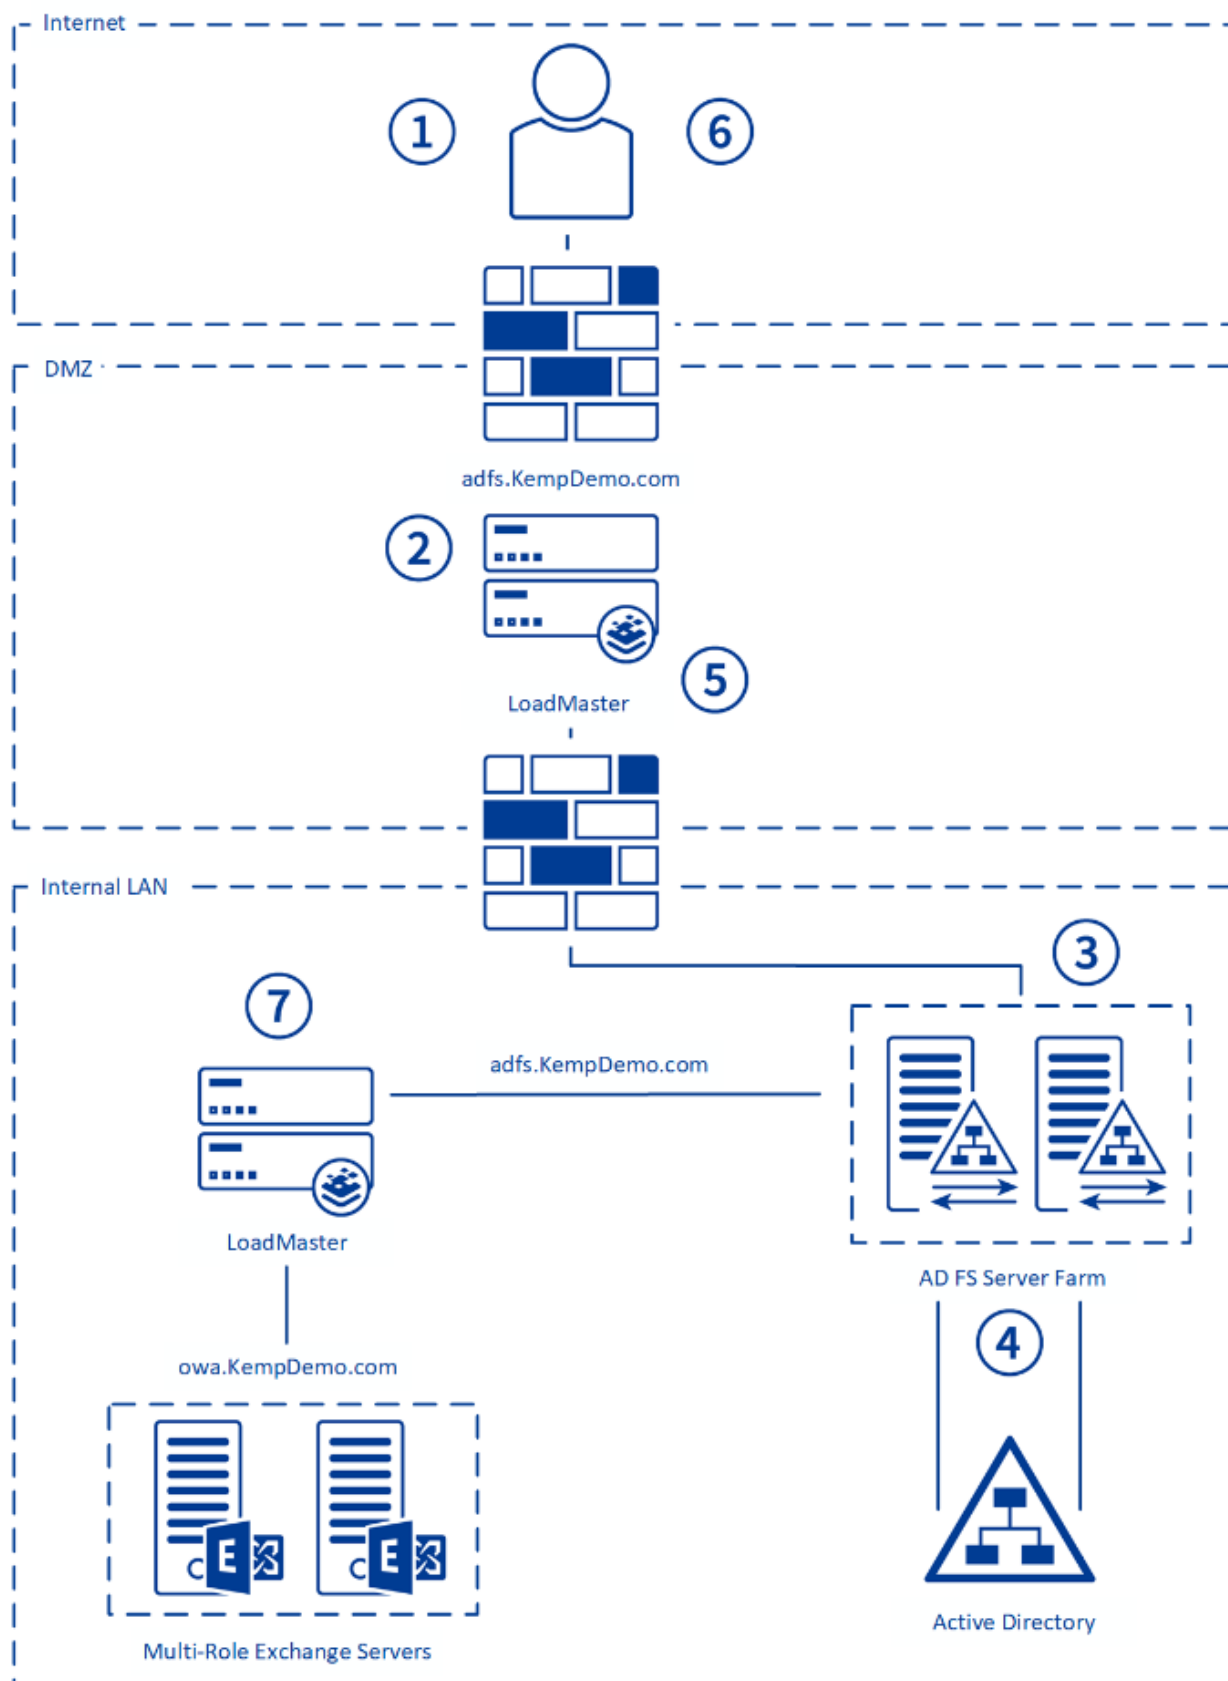 Internet
1
6
DMZ
adfs.KempDemo.com
2
5
LoadMaster
Internal LAN
3
7
adfs.KempDemo.com
LoadMaster
AD FS Server Farm
4
owa.KempDemo.com
E
E
Active Directory
Multi-Role Exchange Servers